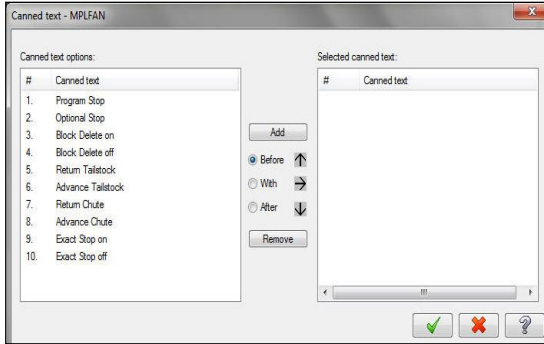 Canned text - MPLFAN
Canned text options:
# Canned text
1. Program Stop
2. Optional Stop
3. Block Delete on
4. Block Delete off
5. Return Tailstock
6. Advance Tailstock
7. Return Chute
8. Advance Chute
9. Exact Stop on
10. Exact Stop off
Add
Before
With
After
Remove
Selected canned text:
# Canned text